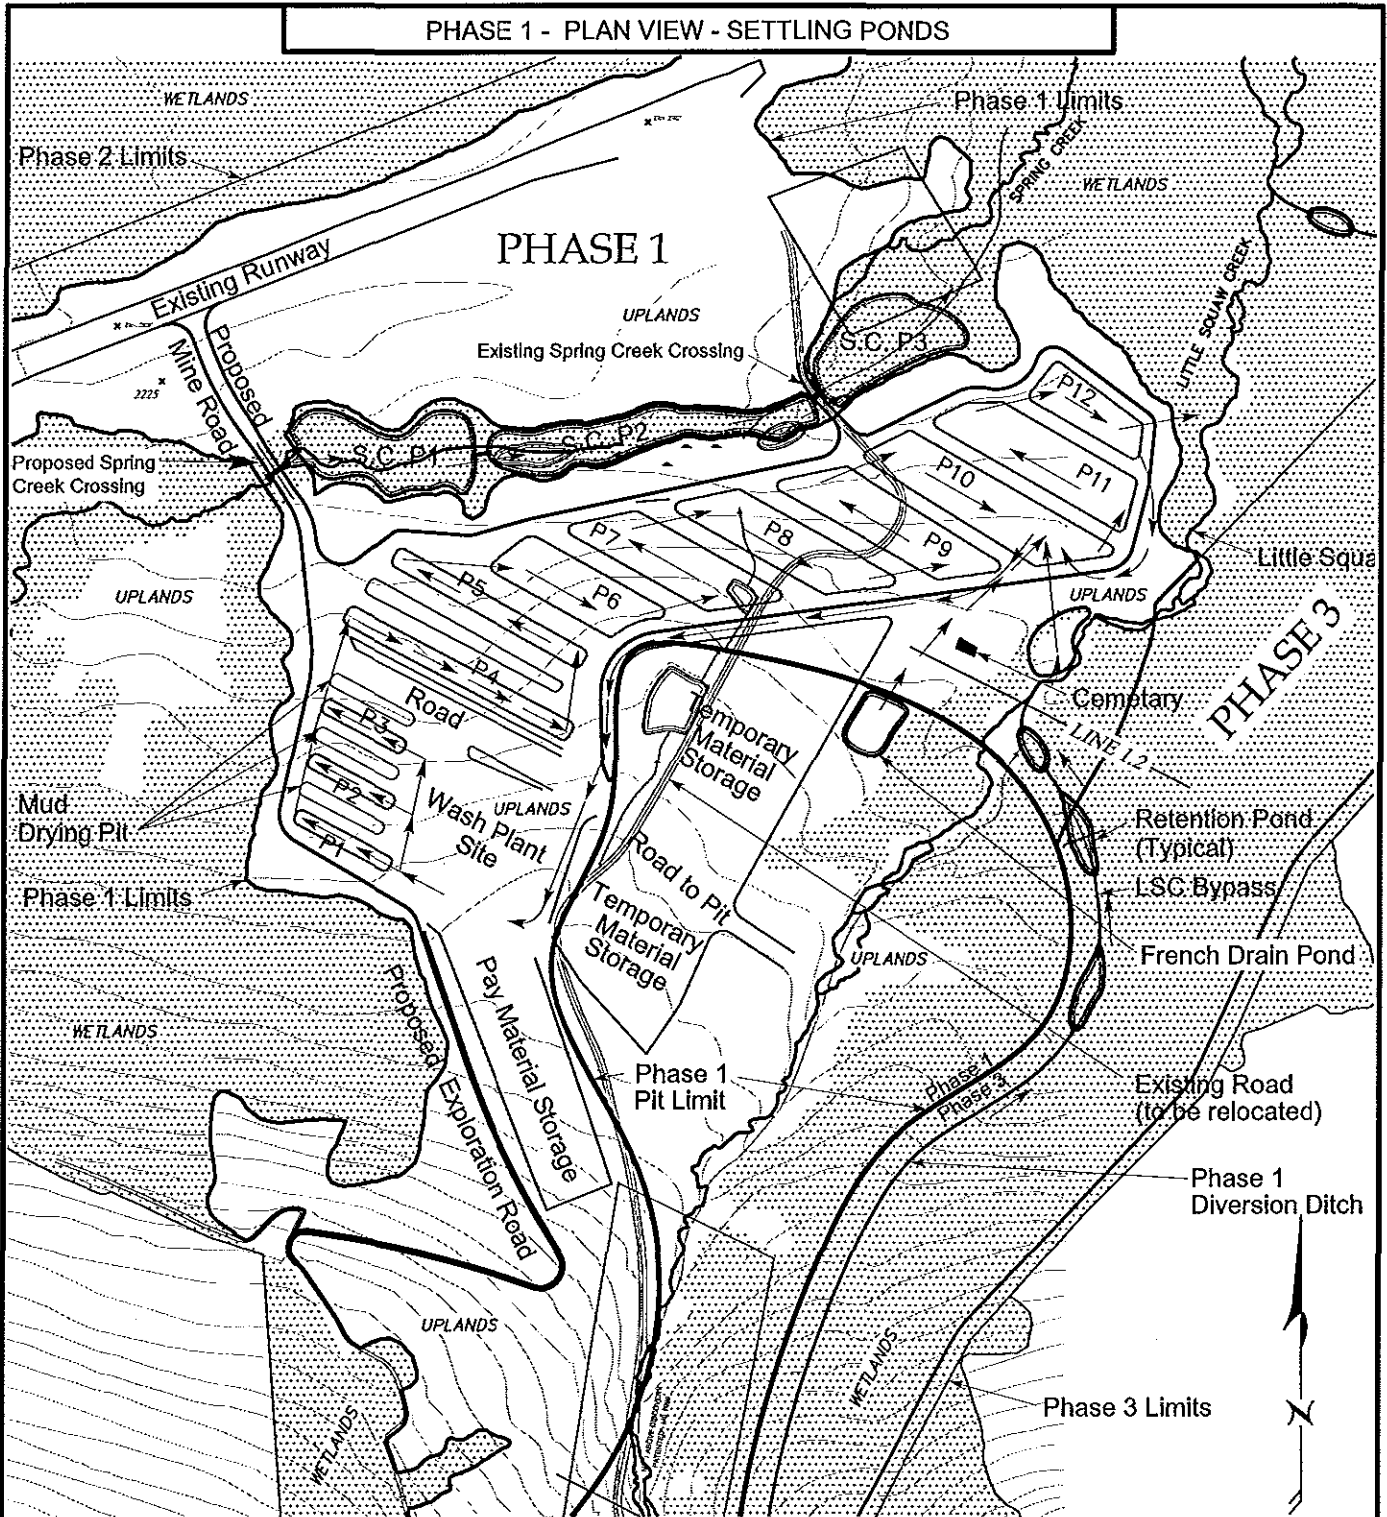 PHASE 1 - PLAN VIEW - SETTLING PONDS
WETLANDS
Phase 1 Limits
SPRING CREEK
WETLANDS
Phase 2 Limits
PHASE 1
Existing Runway
UPLANDS
LITTLE SQUAW CREEK
Proposed
Mine Road
Existing Spring Creek Crossing
S.C. P3
2225
P12
Proposed Spring
Creek Crossing
S.C. P1
S.C. P2
P10
P11
P7
P8
P9
Little Squa
P5
P6
UPLANDS
UPLANDS
PHASE 3
P4
Road
Cemetary
P3
Temporary
Material
Storage
LINE 1.2
Mud
Drying Pit
P2
P1
Wash Plant
Site
UPLANDS
Retention Pond
(Typical)
Road to Pit
Phase 1 Limits
LSC Bypass
Temporary
Material
Storage
UPLANDS
French Drain Pond
Pay Material Storage
WETLANDS
Proposed Exploration Road
Phase 1
Pit Limit
Phase 1
Phase 3
Existing Road
(to be relocated)
Phase 1
Diversion Ditch
UPLANDS
WETLANDS
Phase 3 Limits
WETLANDS
N